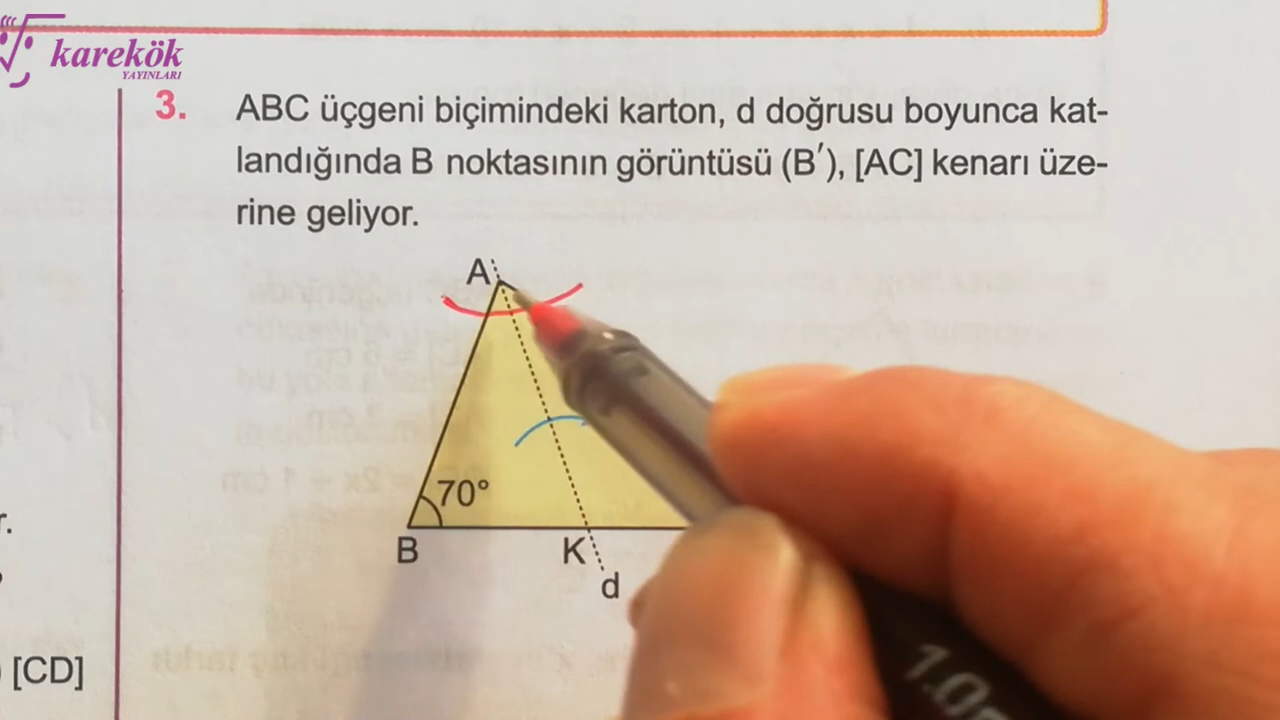 karekök
YAYINLARI
3. ABC üçgeni biçimindeki karton, d doğrusu boyunca kat-
landığında B noktasının görüntüsü (B′), [AC] kenarı üze-
rine geliyor.
A
70°
B K
d
r.
[CD]